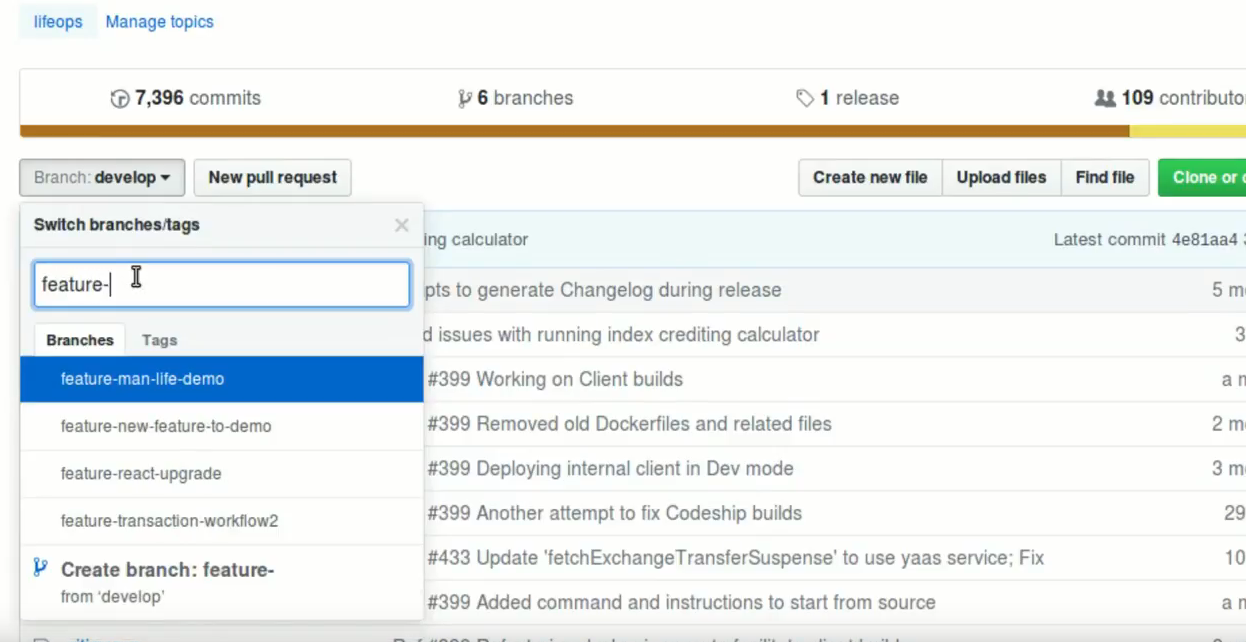 lifeops Manage topics
7,396 commits 6 branches 1 release 109
Branch: develop New pull request Create new file Upload files Find file Clone or
Switch branches/tags
calculator Latest commit 4e81aa4
feature-
to generate Changelog during release 5
Branches Tags
issues with running index crediting calculator 3
feature-man-life-demo
#399 Working on Client builds a
feature-new-feature-to-demo
#399 Removed old Dockerfiles and related files 2
feature-react-upgrade
#399 Deploying internal client in Dev mode 3
feature-transaction-workflow2
#399 Another attempt to fix Codeship builds 29
Create branch: feature-
#433 Update 'fetchExchangeTransferSuspense' to use yaas service; Fix 10
from ‘develop’
#399 Added command and instructions to start from source a